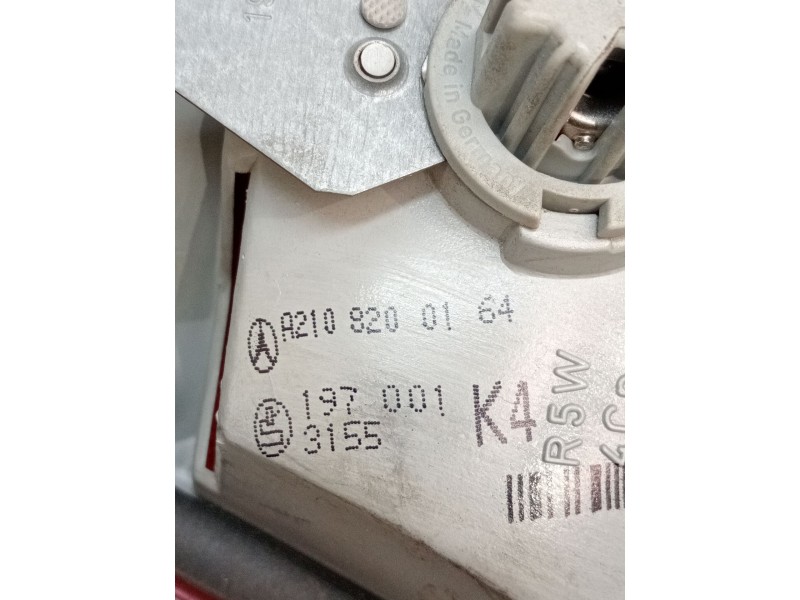 Made in Germany
A210 820 01 64
197 001
3155
K4
R5W